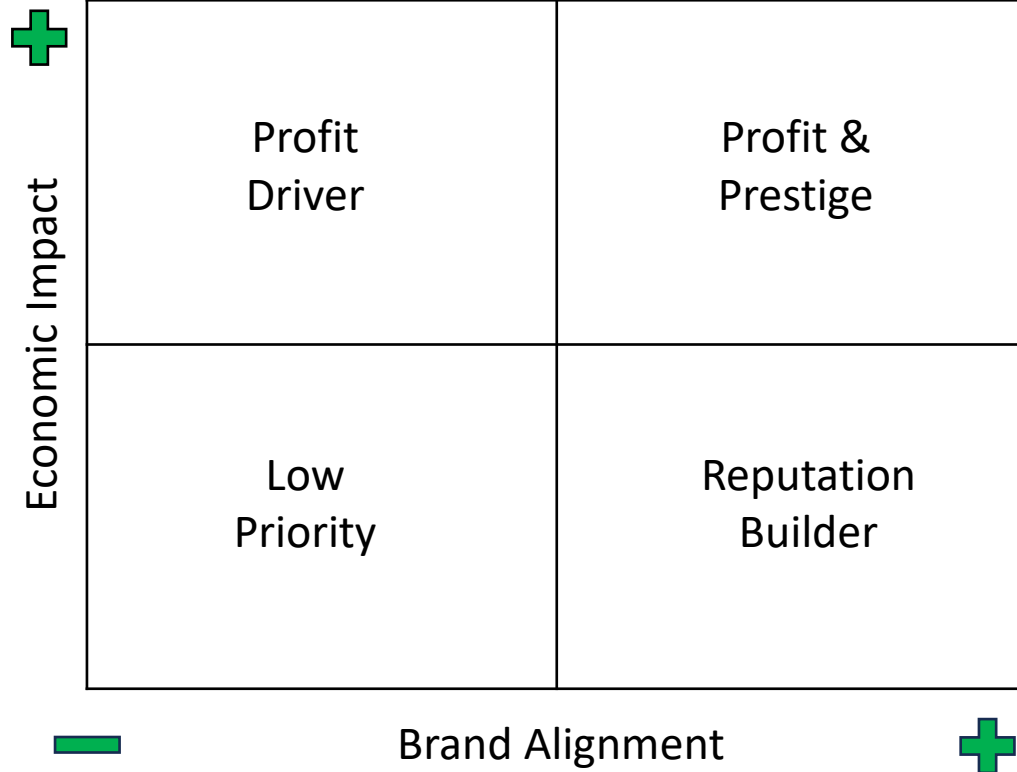 Profit
Driver
Profit &
Prestige
Economic Impact
Low
Priority
Reputation
Builder
Brand Alignment